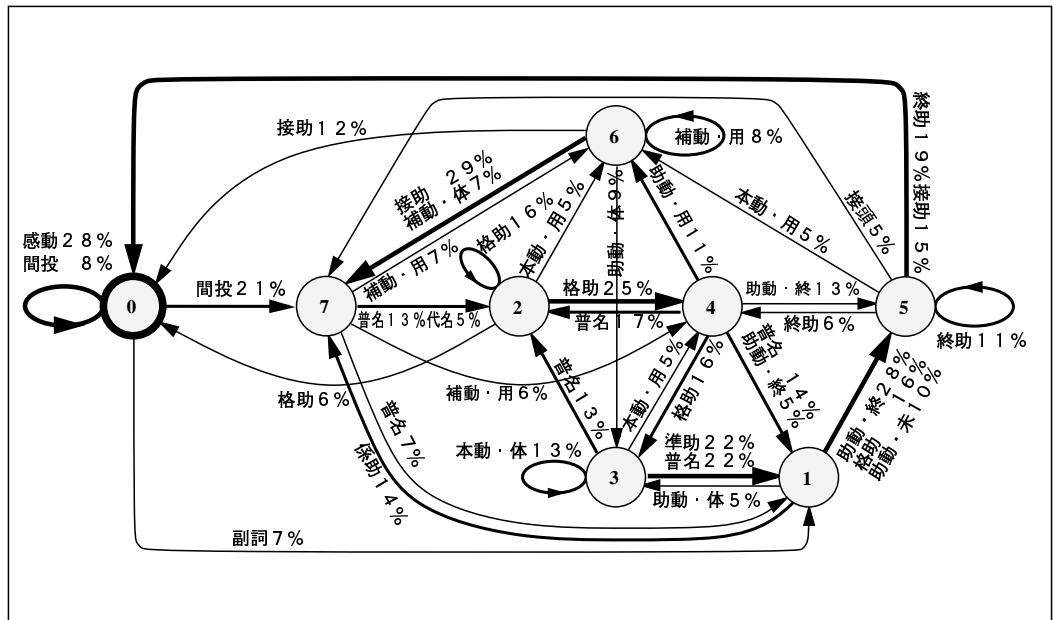 接助１２％
６
補動・用８％
終助１９％接助１５％
接助　２９％
補動・体７％
補動・用７％
格助１６％
本動・用５％
助動・体９％
助動・用１１％
本動・用５％
接頭５％
感動２８％
間投　８％
０
間投２１％
７
普名１３％代名５％
２
格助２５％
普名１７％
４
助動・終１３％
終助６％
５
終助１１％
格助６％
補動・用６％
普名７％
係助１４％
普名１３％
本動・用５％
格助１６％
普名　１４％
助動・終５％
助動・終２８％
格助　　１６％
助動・未１０％
本動・体１３％
３
準助２２％
普名２２％
助動・体５％
１
副詞７％